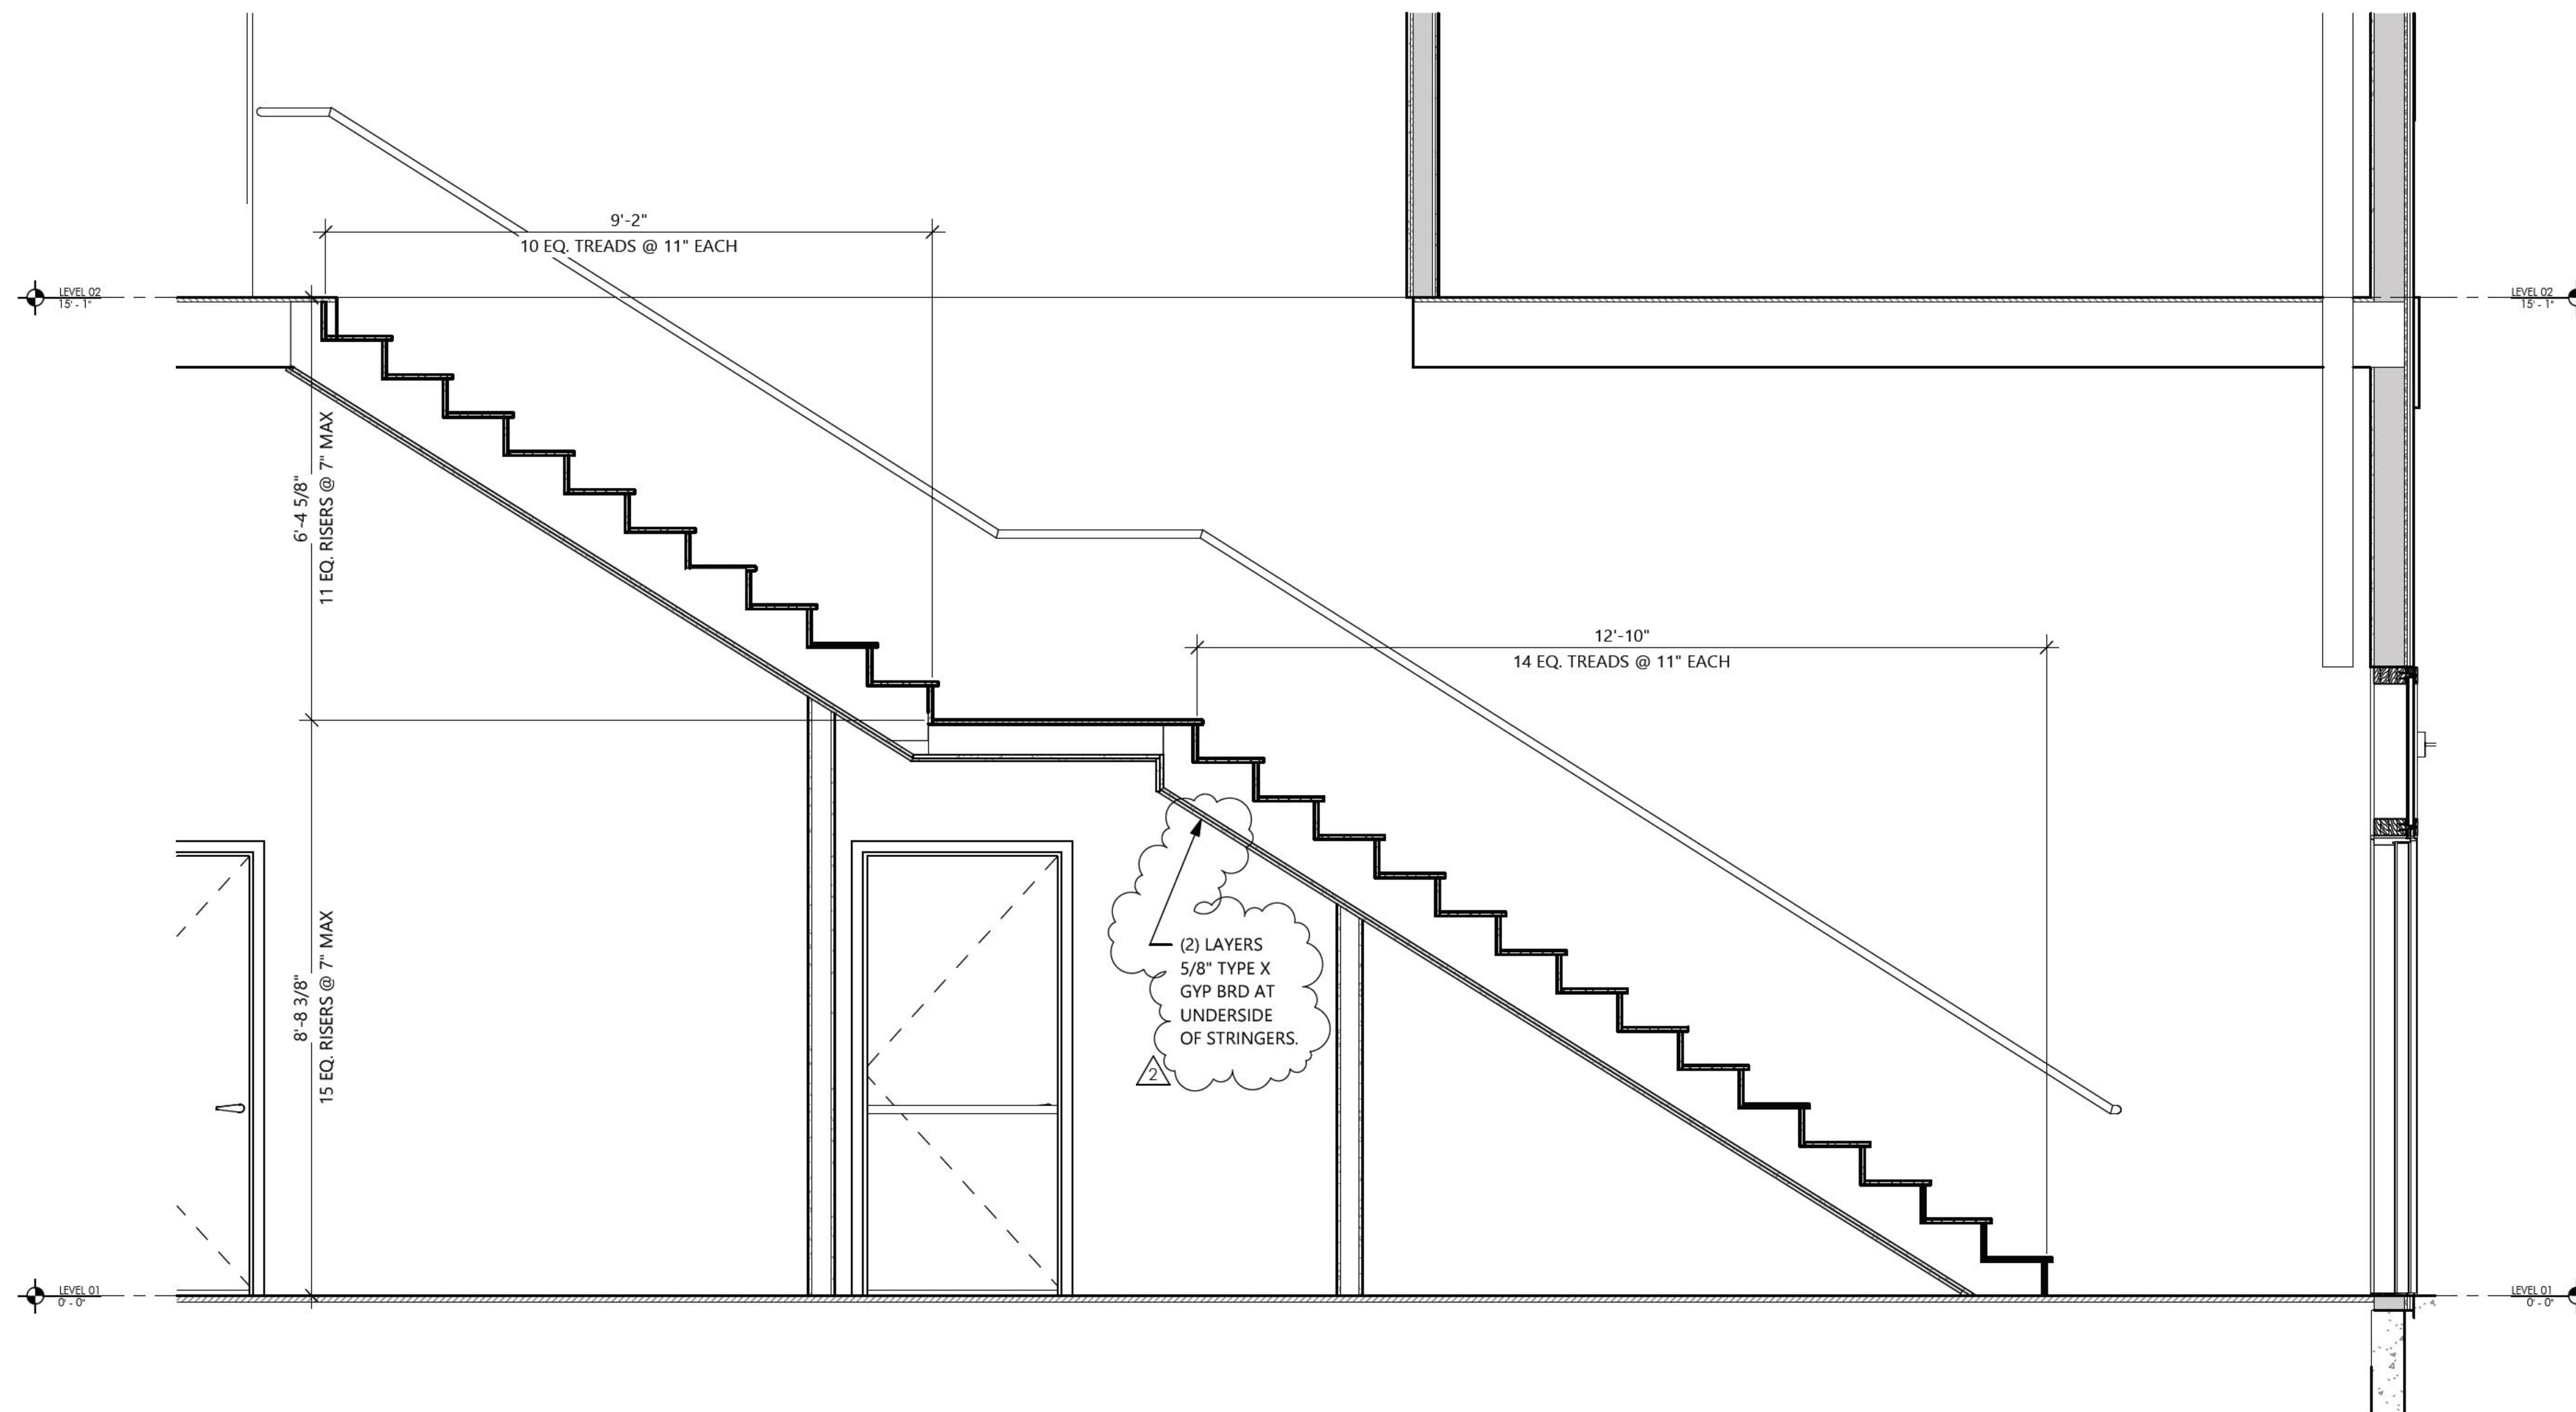 9'-2"
10 EQ. TREADS @ 11" EACH
LEVEL 02
15' - 1"
LEVEL 02
15' - 1"
6'-4 5/8"
11 EQ. RISERS @ 7" MAX
12'-10"
14 EQ. TREADS @ 11" EACH
8'-8 3/8"
15 EQ. RISERS @ 7" MAX
(2) LAYERS
5/8" TYPE X
GYP BRD AT
UNDERSIDE
OF STRINGERS.
2
LEVEL 01
0' - 0"
LEVEL 01
0' - 0"